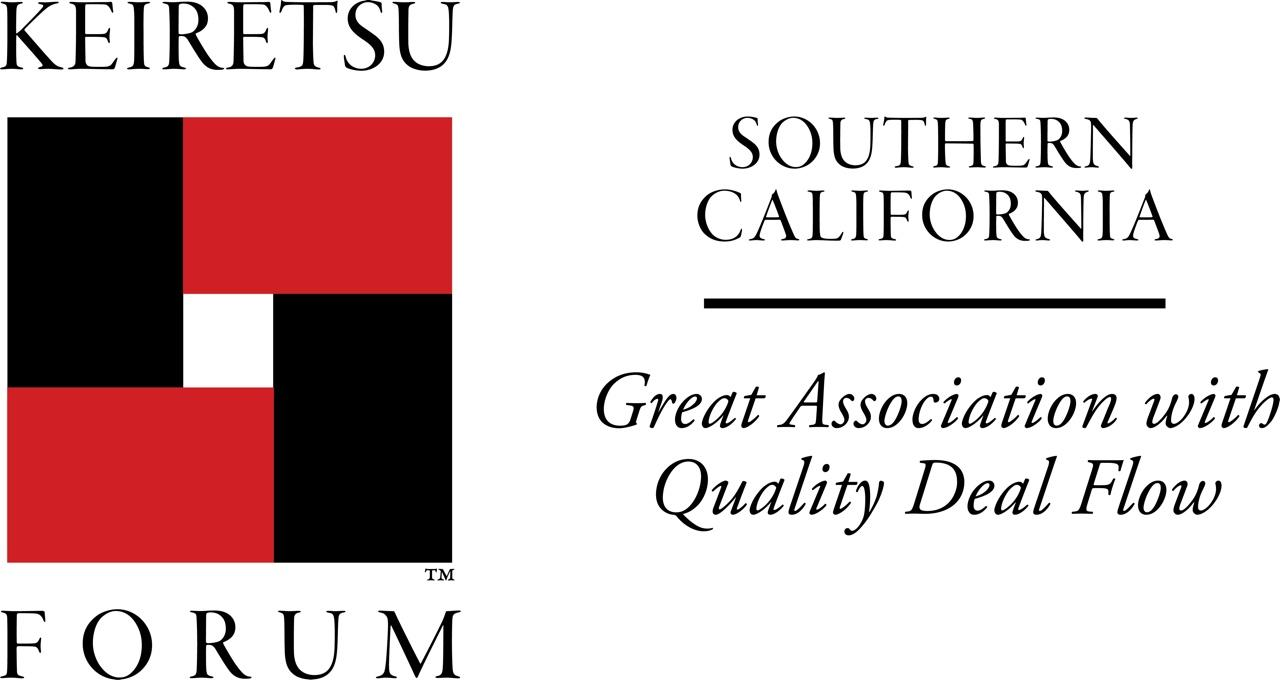 KEIRETSU
™
FORUM
SOUTHERN
CALIFORNIA
Great Association with
Quality Deal Flow